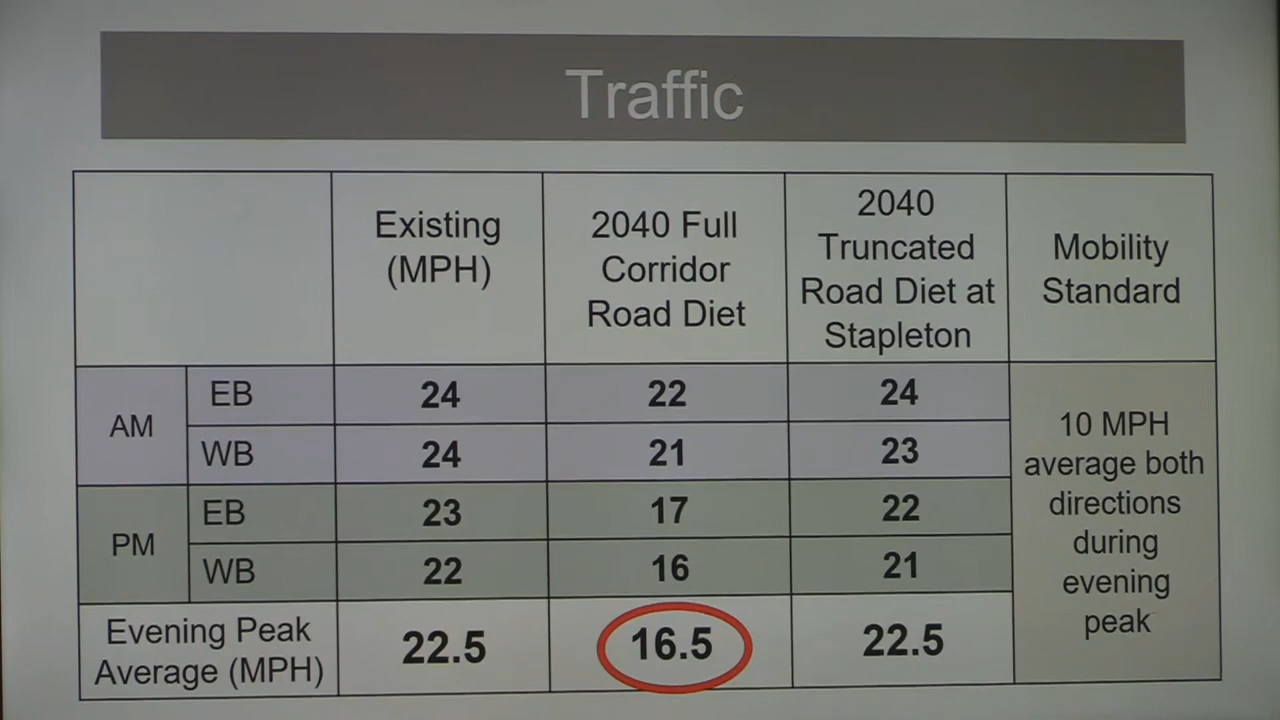 Traffic
Existing
(MPH)
2040 Full
Corridor
Road Diet
2040
Truncated
Road Diet at
Stapleton
Mobility
Standard
AM
EB
24
22
24
WB
24
21
23
PM
EB
23
17
22
WB
22
16
21
10 MPH
average both
directions
during
evening
peak
Evening Peak
Average (MPH)
22.5
16.5
22.5